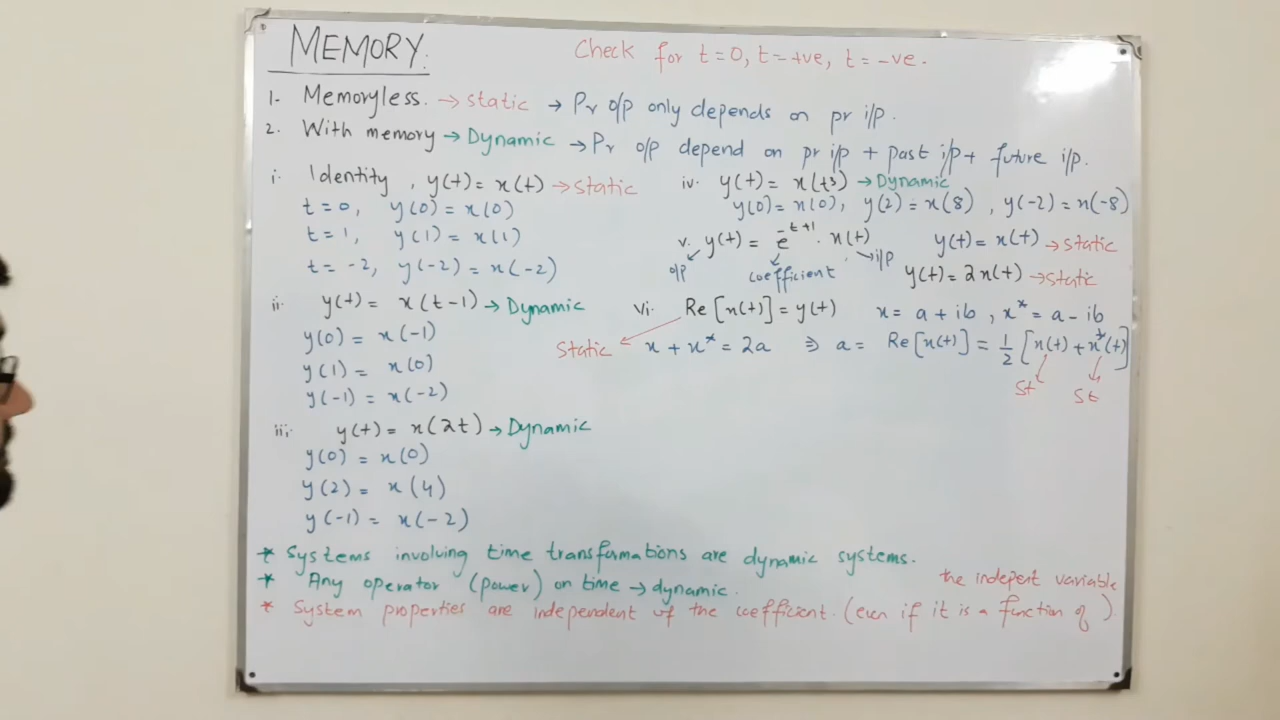 MEMORY:
Check for t=0, t=+ve, t=-ve.
1. Memoryless. → static → Pr o/p only depends on pr i/p.
2. With memory → Dynamic → Pr o/p depend on pr i/p + past i/p + future i/p.
i. Identity, y(t) = x(t) → static
t=0, y(0) = x(0)
t=1, y(1) = x(1)
t=-2, y(-2) = x(-2)
ii. y(t) = x(t-1) → Dynamic
y(0) = x(-1)
y(1) = x(0)
y(-1) = x(-2)
iii. y(t) = x(2t) → Dynamic
y(0) = x(0)
y(2) = x(4)
y(-1) = x(-2)
iv. y(t) = x(t³) → Dynamic
y(0) = x(0), y(2) = x(8), y(-2) = x(-8)
v. y(t) = e^{-t+1} . x(t)
o/p coefficient i/p
y(t) = x(t) → static
y(t) = 2x(t) → static
vi. Re[x(t)] = y(t) x = a + ib, x* = a - ib
Static x + x* = 2a ⇒ a = Re[x(t)] = 1/2 [x(t) + x*(t)]
St St
* Systems involving time transformations are dynamic systems.
* Any operator (power) on time → dynamic.
the indepent variable
* System properties are independent of the coefficient. (even if it is a function of )